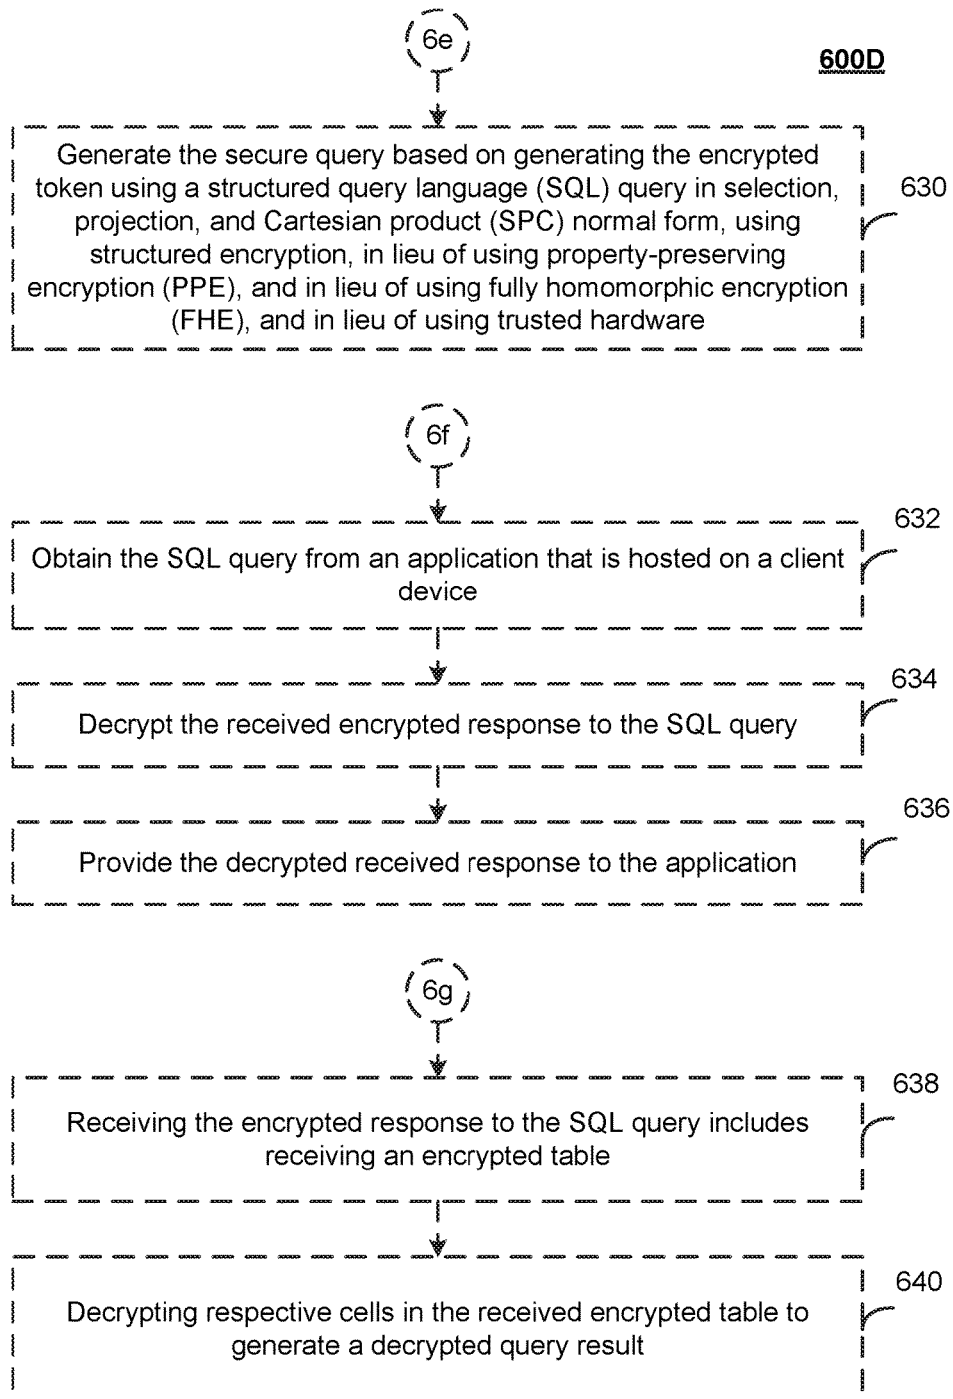 6e
600D
Generate the secure query based on generating the encrypted
token using a structured query language (SQL) query in selection,
projection, and Cartesian product (SPC) normal form, using
structured encryption, in lieu of using property-preserving
encryption (PPE), and in lieu of using fully homomorphic encryption
(FHE), and in lieu of using trusted hardware
630
6f
632
Obtain the SQL query from an application that is hosted on a client
device
634
Decrypt the received encrypted response to the SQL query
636
Provide the decrypted received response to the application
6g
638
Receiving the encrypted response to the SQL query includes
receiving an encrypted table
640
Decrypting respective cells in the received encrypted table to
generate a decrypted query result